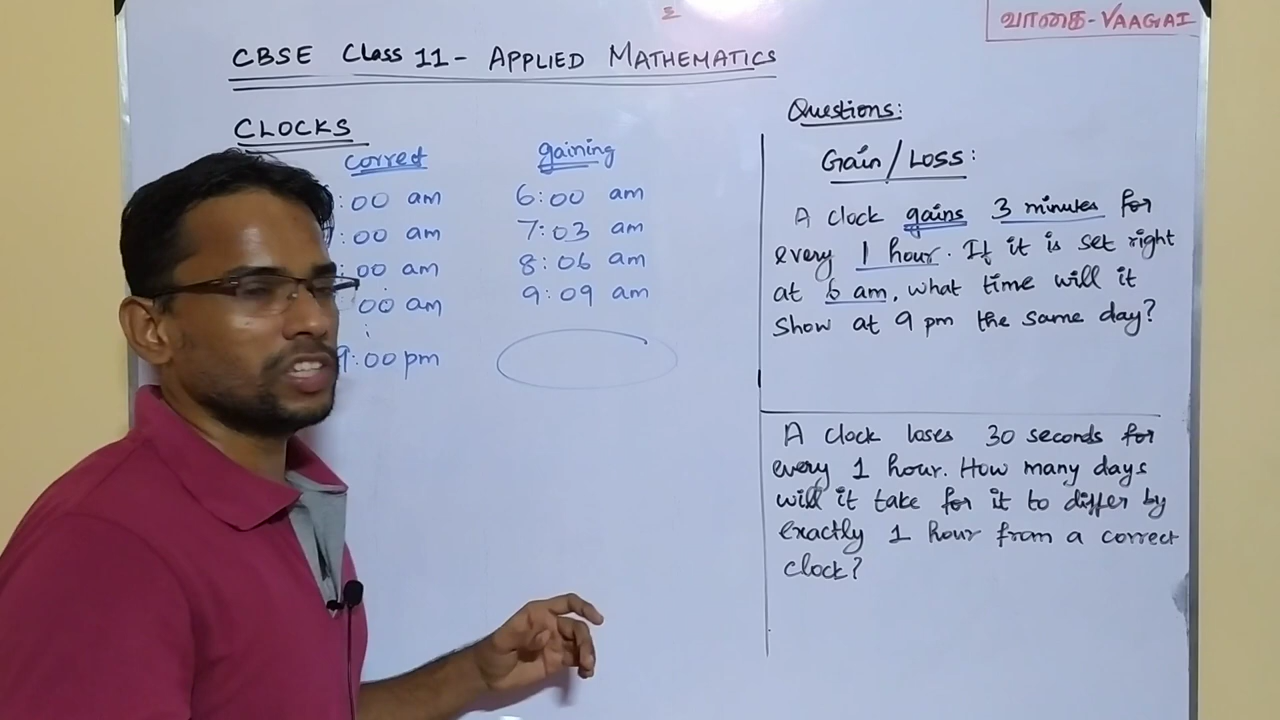 வாகை-VAAGAI
CBSE Class 11 - APPLIED MATHEMATICS
CLOCKS
correct gaining
:00 am 6:00 am
:00 am 7:03 am
:00 am 8:06 am
:00 am 9:09 am
9:00 pm
Questions:
Gain/Loss:
A clock gains 3 minutes for
every 1 hour. If it is set right
at 6 am, what time will it
show at 9 pm the same day?
A clock loses 30 seconds for
every 1 hour. How many days
will it take for it to differ by
exactly 1 hour from a correct
clock?